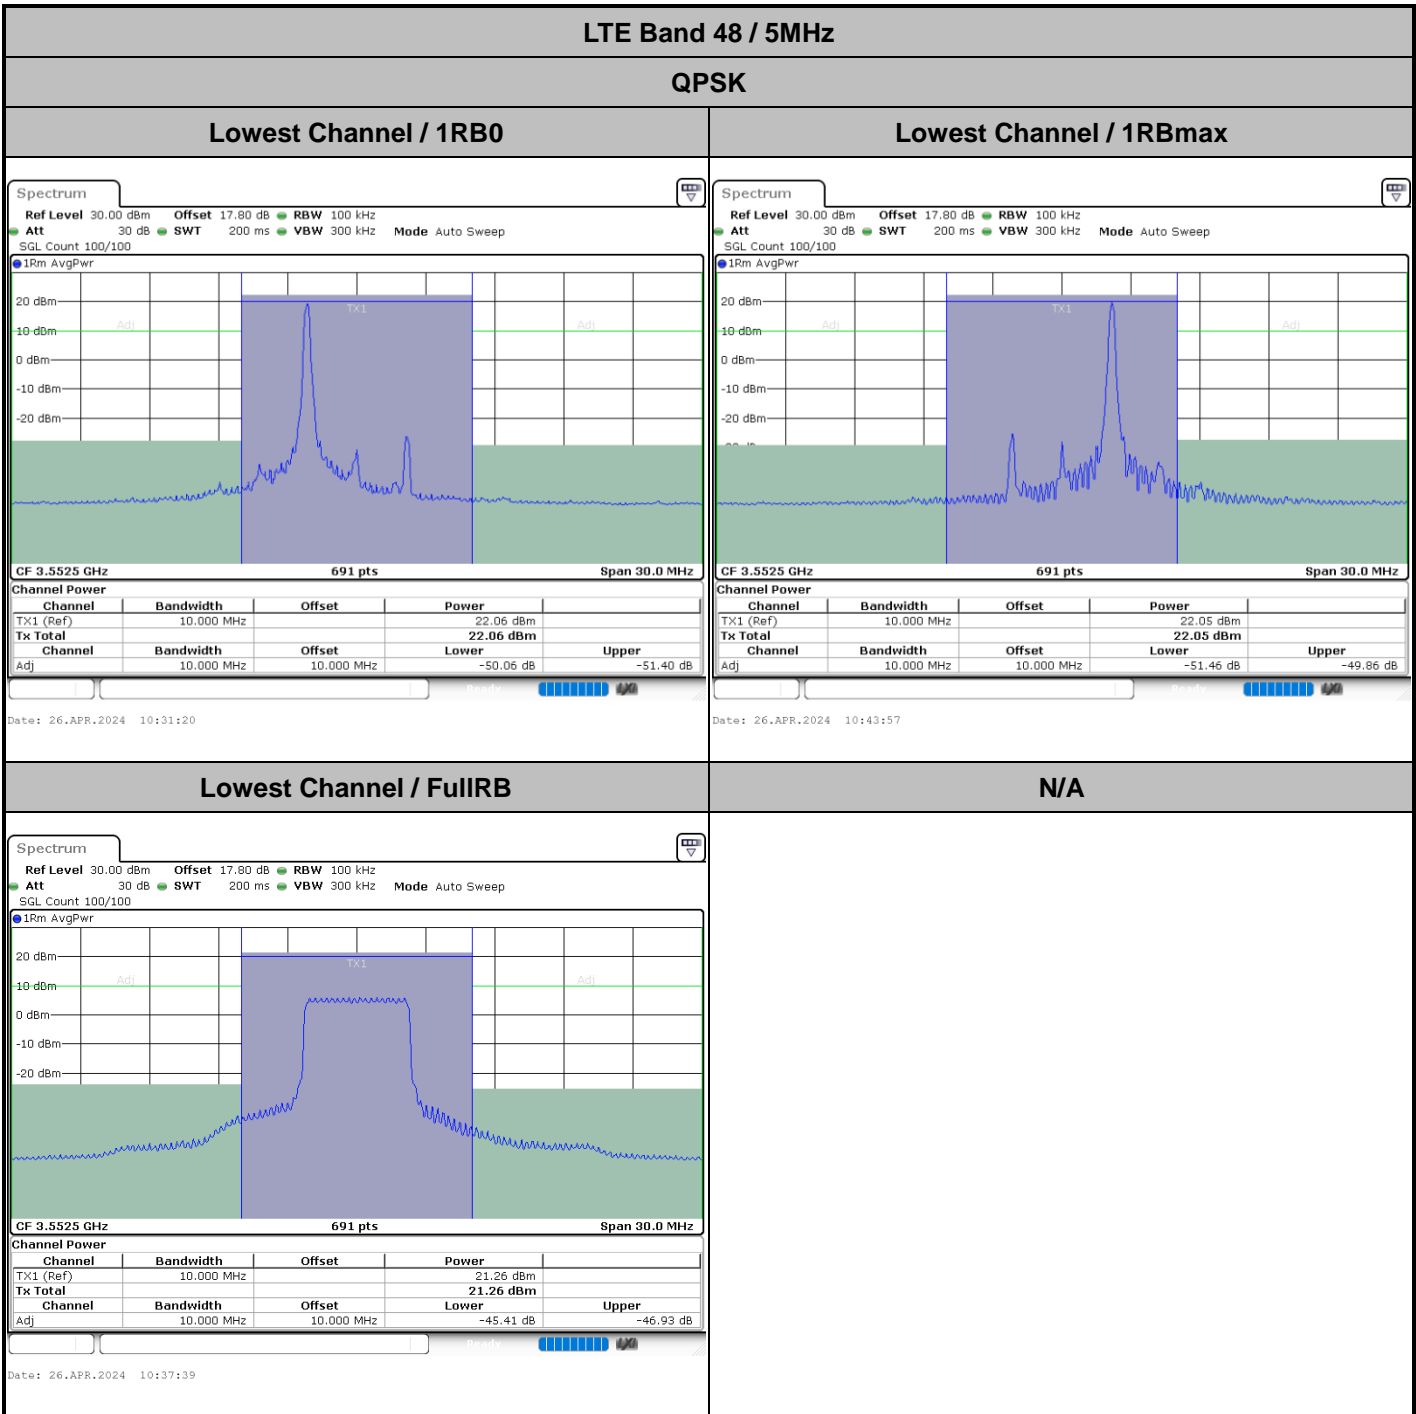 LTE Band 48 / 5MHz
QPSK
Lowest Channel / 1RB0
Lowest Channel / 1RBmax
Spectrum
Ref Level 30.00 dBm Offset 17.80 dB RBW 100 kHz
Att 30 dB SWT 200 ms VBW 300 kHz Mode Auto Sweep
SGL Count 100/100
1Rm AvgPwr
TX1
Adj
Adj
20 dBm
10 dBm
0 dBm
-10 dBm
-20 dBm
CF 3.5525 GHz 691 pts Span 30.0 MHz
Channel Power
Channel Bandwidth Offset Power
TX1 (Ref) 10.000 MHz 22.06 dBm
Tx Total 22.06 dBm
Channel Bandwidth Offset Lower Upper
Adj 10.000 MHz 10.000 MHz -50.06 dB -51.40 dB
Ready
Date: 26.APR.2024 10:31:20
Spectrum
Ref Level 30.00 dBm Offset 17.80 dB RBW 100 kHz
Att 30 dB SWT 200 ms VBW 300 kHz Mode Auto Sweep
SGL Count 100/100
1Rm AvgPwr
TX1
Adj
Adj
20 dBm
10 dBm
0 dBm
-10 dBm
-20 dBm
CF 3.5525 GHz 691 pts Span 30.0 MHz
Channel Power
Channel Bandwidth Offset Power
TX1 (Ref) 10.000 MHz 22.05 dBm
Tx Total 22.05 dBm
Channel Bandwidth Offset Lower Upper
Adj 10.000 MHz 10.000 MHz -51.46 dB -49.86 dB
Ready
Date: 26.APR.2024 10:43:57
Lowest Channel / FullRB
N/A
Spectrum
Ref Level 30.00 dBm Offset 17.80 dB RBW 100 kHz
Att 30 dB SWT 200 ms VBW 300 kHz Mode Auto Sweep
SGL Count 100/100
1Rm AvgPwr
TX1
Adj
Adj
20 dBm
10 dBm
0 dBm
-10 dBm
-20 dBm
CF 3.5525 GHz 691 pts Span 30.0 MHz
Channel Power
Channel Bandwidth Offset Power
TX1 (Ref) 10.000 MHz 21.26 dBm
Tx Total 21.26 dBm
Channel Bandwidth Offset Lower Upper
Adj 10.000 MHz 10.000 MHz -45.41 dB -46.93 dB
Ready
Date: 26.APR.2024 10:37:39